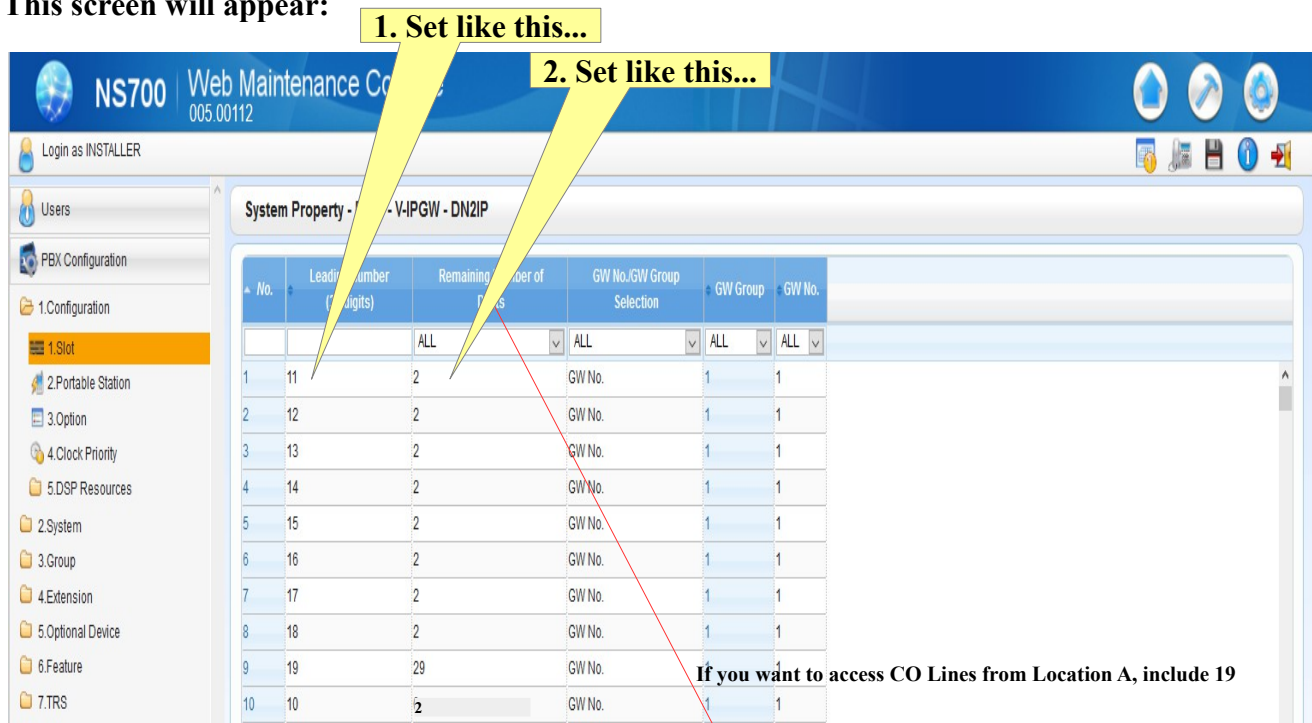 This screen will appear:
1. Set like this...
2. Set like this...
NS700 Web Maintenance Co
005.00112
Login as INSTALLER
Users
PBX Configuration
1.Configuration
1.Slot
2.Portable Station
3.Option
4.Clock Priority
5.DSP Resources
2.System
3.Group
4.Extension
5.Optional Device
6.Feature
7.TRS
System Property - - V-IPGW - DN2IP
No. Leading Number Remaining of GW No./GW Group Selection GW Group GW No.
ALL ALL ALL ALL
1 11 2 GW No. 1 1
2 12 2 GW No. 1 1
3 13 2 GW No. 1 1
4 14 2 GW No. 1 1
5 15 2 GW No. 1 1
6 16 2 GW No. 1 1
7 17 2 GW No. 1 1
8 18 2 GW No. 1 1
9 19 29 GW No. 1 1
If you want to access CO Lines from Location A, include 19
10 10 2 GW No. 1 1